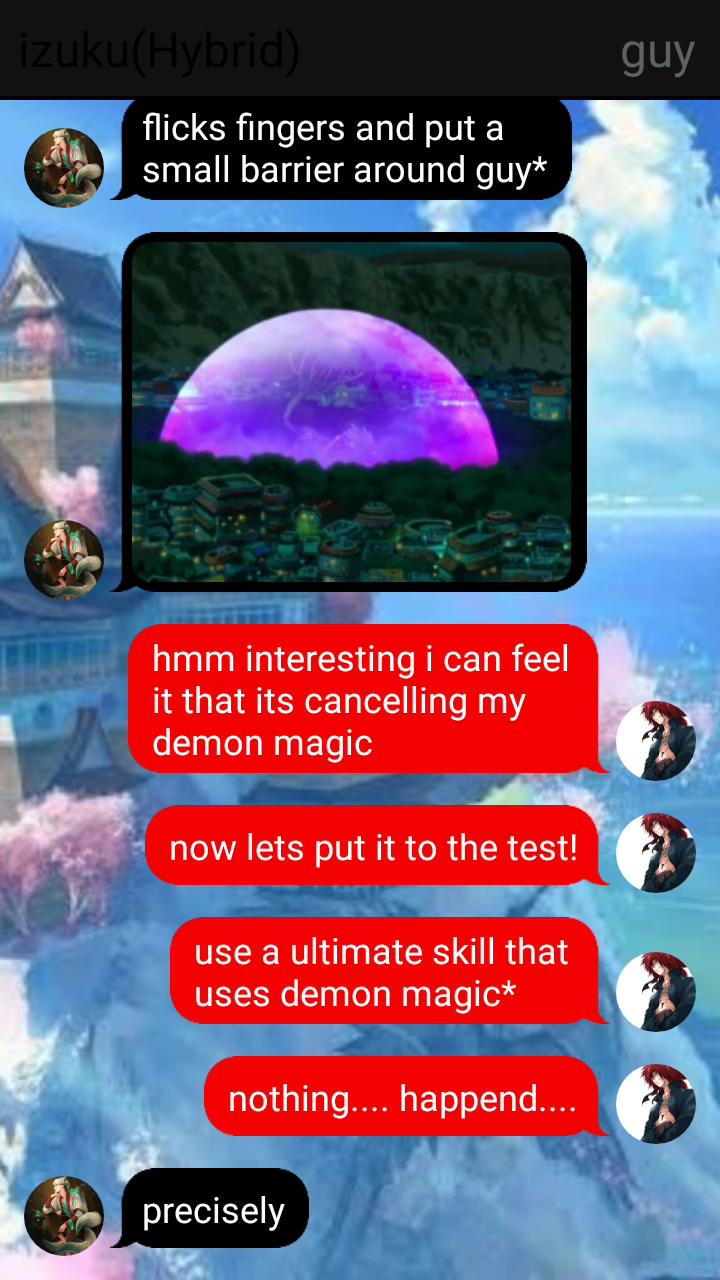 izuku(Hybrid)
guy
flicks fingers and put a
small barrier around guy*
hmm interesting i can feel
it that its cancelling my
demon magic
now lets put it to the test!
use a ultimate skill that
uses demon magic*
nothing.... happend....
precisely